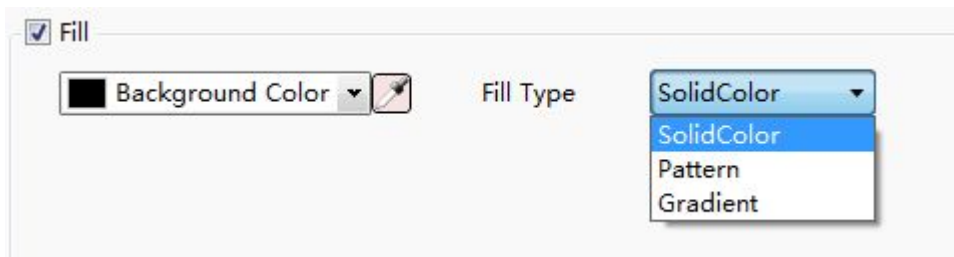 Fill
Background Color Fill Type SolidColor
SolidColor
Pattern
Gradient